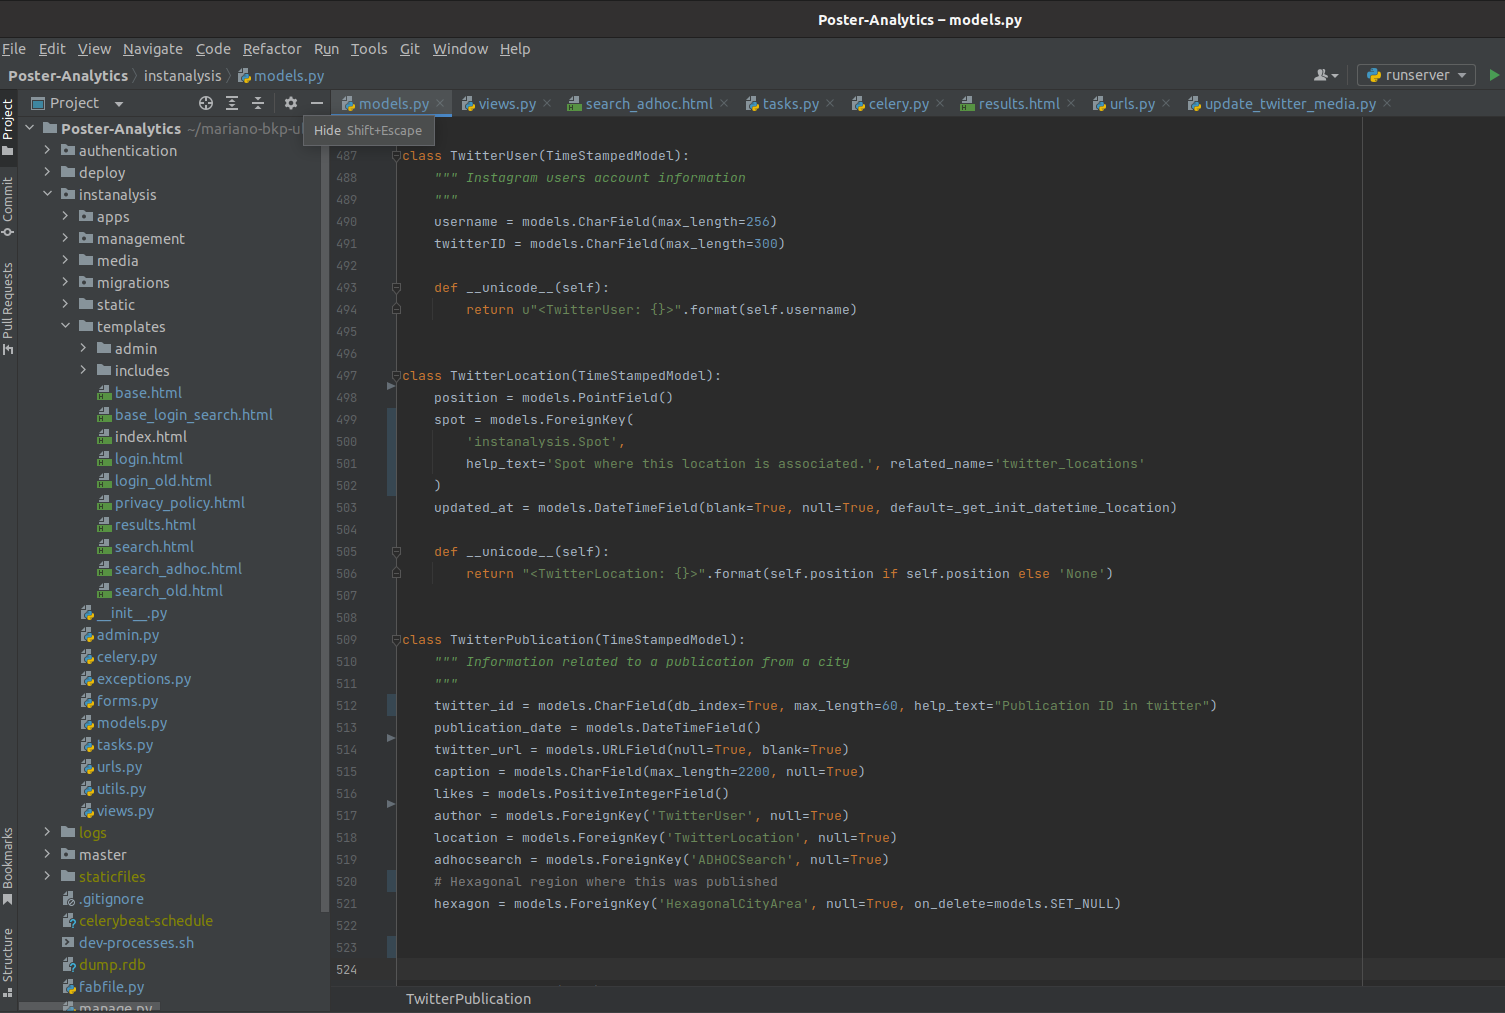 Poster-Analytics – models.py
File Edit View Navigate Code Refactor Run Tools Git Window Help
Poster-Analytics instanalysis models.py
runserver
Project
models.py
views.py
search_adhoc.html
tasks.py
celery.py
results.html
urls.py
update_twitter_media.py
Hide Shift+Escape
Project
Commit
Pull Requests
Bookmarks
Structure
Poster-Analytics ~/mariano-bkp-u
authentication
deploy
instanalysis
apps
management
media
migrations
static
templates
admin
includes
base.html
base_login_search.html
index.html
login.html
login_old.html
privacy_policy.html
results.html
search.html
search_adhoc.html
search_old.html
__init__.py
admin.py
celery.py
exceptions.py
forms.py
models.py
tasks.py
urls.py
utils.py
views.py
logs
master
staticfiles
.gitignore
celerybeat-schedule
dev-processes.sh
dump.rdb
fabfile.py
manage.py
487 class TwitterUser(TimeStampedModel):
488     """ Instagram users account information
489     """
490     username = models.CharField(max_length=256)
491     twitterID = models.CharField(max_length=300)
492
493     def __unicode__(self):
494         return u"<TwitterUser: {}>".format(self.username)
495
496
497 class TwitterLocation(TimeStampedModel):
498     position = models.PointField()
499     spot = models.ForeignKey(
500         'instanalysis.Spot',
501         help_text='Spot where this location is associated.', related_name='twitter_locations'
502     )
503     updated_at = models.DateTimeField(blank=True, null=True, default=_get_init_datetime_location)
504
505     def __unicode__(self):
506         return "<TwitterLocation: {}>".format(self.position if self.position else 'None')
507
508
509 class TwitterPublication(TimeStampedModel):
510     """ Information related to a publication from a city
511     """
512     twitter_id = models.CharField(db_index=True, max_length=60, help_text="Publication ID in twitter")
513     publication_date = models.DateTimeField()
514     twitter_url = models.URLField(null=True, blank=True)
515     caption = models.CharField(max_length=2200, null=True)
516     likes = models.PositiveIntegerField()
517     author = models.ForeignKey('TwitterUser', null=True)
518     location = models.ForeignKey('TwitterLocation', null=True)
519     adhocsearch = models.ForeignKey('ADHOCSearch', null=True)
520     # Hexagonal region where this was published
521     hexagon = models.ForeignKey('HexagonalCityArea', null=True, on_delete=models.SET_NULL)
522
523
524
TwitterPublication